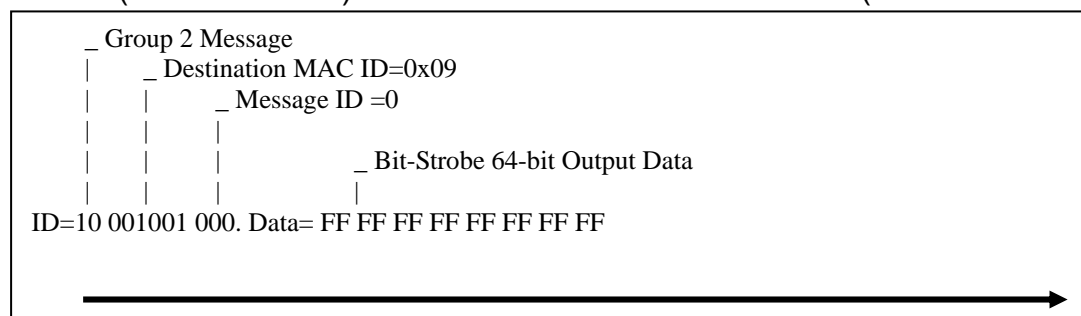 _ Group 2 Message
| _ Destination MAC ID=0x09
| | _ Message ID =0
| | |
| | | _ Bit-Strobe 64-bit Output Data
| | | |
ID=10 001001 000. Data= FF FF FF FF FF FF FF FF